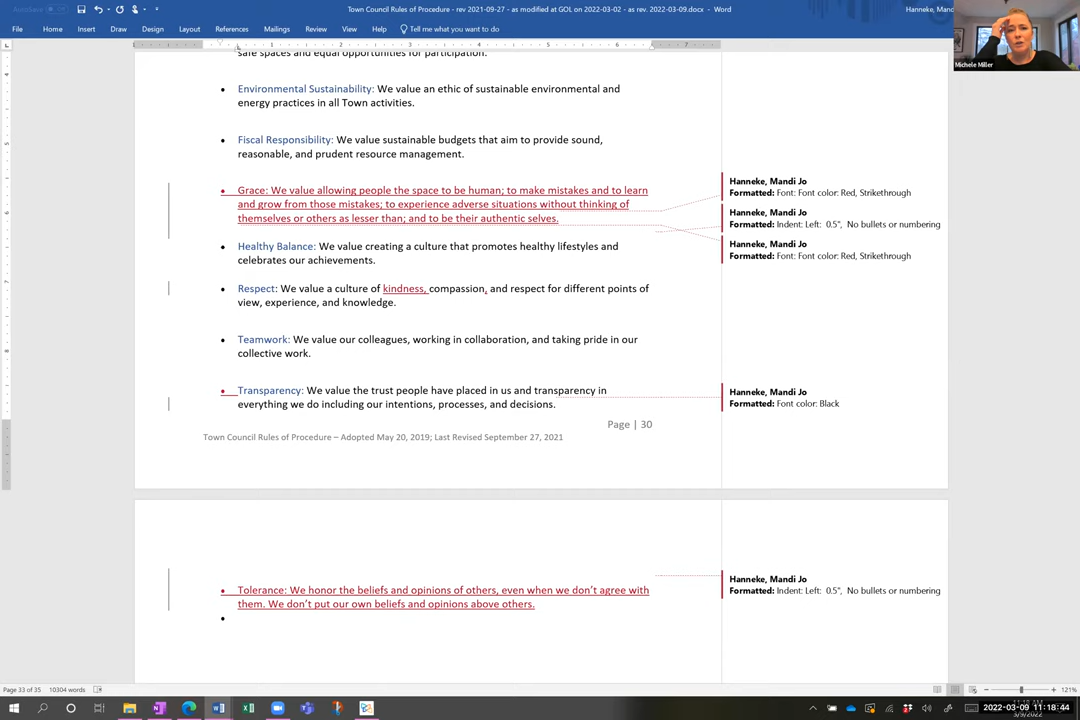 AutoSave Off
Town Council Rules of Procedure - rev 2021-09-27 - as modified at GOL on 2022-03-02 - as rev. 2022-03-09.docx - Word
Hanneke, Mand
File Home Insert Draw Design Layout References Mailings Review View Help Tell me what you want to do
Michele Miller
safe spaces and equal opportunities for participation.
• Environmental Sustainability: We value an ethic of sustainable environmental and
energy practices in all Town activities.
• Fiscal Responsibility: We value sustainable budgets that aim to provide sound,
reasonable, and prudent resource management.
• Grace: We value allowing people the space to be human; to make mistakes and to learn
and grow from those mistakes; to experience adverse situations without thinking of
themselves or others as lesser than; and to be their authentic selves.
• Healthy Balance: We value creating a culture that promotes healthy lifestyles and
celebrates our achievements.
• Respect: We value a culture of kindness, compassion, and respect for different points of
view, experience, and knowledge.
• Teamwork: We value our colleagues, working in collaboration, and taking pride in our
collective work.
• Transparency: We value the trust people have placed in us and transparency in
everything we do including our intentions, processes, and decisions.
Page | 30
Town Council Rules of Procedure – Adopted May 20, 2019; Last Revised September 27, 2021
• Tolerance: We honor the beliefs and opinions of others, even when we don't agree with
them. We don't put our own beliefs and opinions above others.
•
Hanneke, Mandi Jo
Formatted: Font: Font color: Red, Strikethrough
Hanneke, Mandi Jo
Formatted: Indent: Left: 0.5", No bullets or numbering
Hanneke, Mandi Jo
Formatted: Font: Font color: Red, Strikethrough
Hanneke, Mandi Jo
Formatted: Font color: Black
Hanneke, Mandi Jo
Formatted: Indent: Left: 0.5", No bullets or numbering
Page 33 of 35 10304 words
121%
2022-03-09 11:18:44
3/9/2022